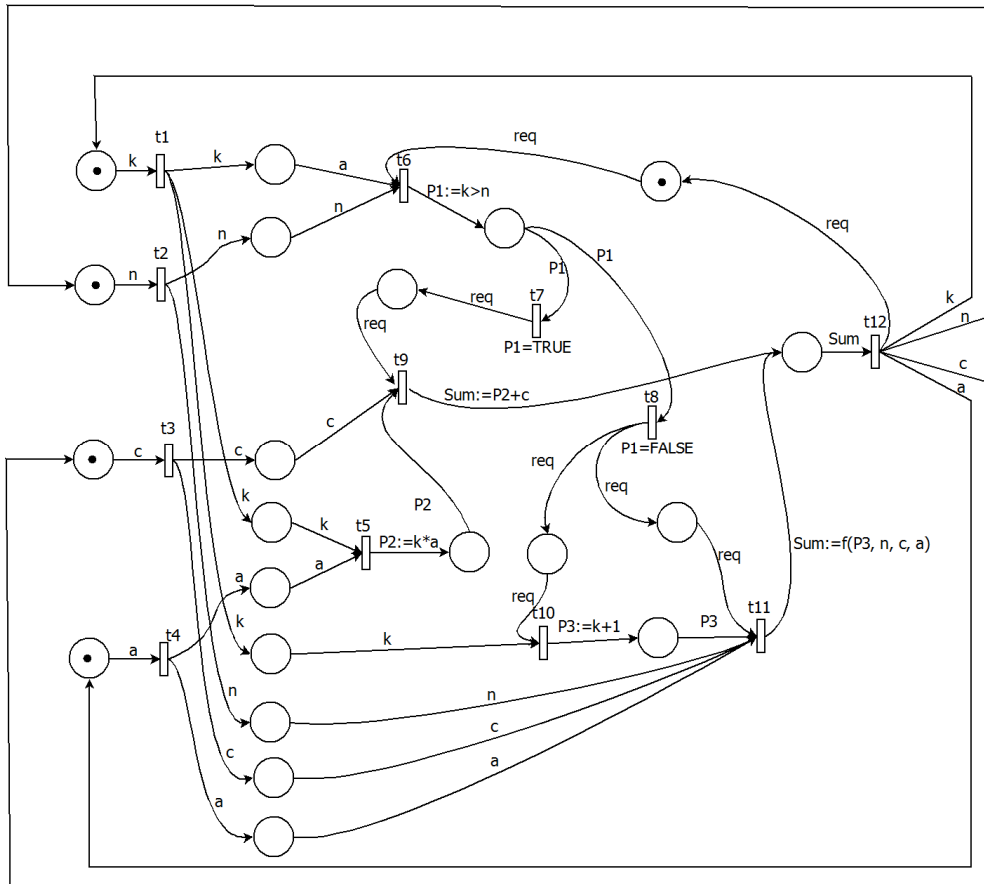 req
t1
k
k
a
t6
P1:=k>n
n
req
t2
n
n
P1
P1
k
n
req
t7
req
P1=TRUE
t12
Sum
c
a
t9
Sum:=P2+c
t8
P1=FALSE
c
t3
c
c
req
req
k
k
P2
t5
P2:=k*a
a
a
Sum:=f(P3, n, c, a)
req
req
t10
t11
t4
a
k
k
P3:=k+1
P3
n
n
c
c
a
a